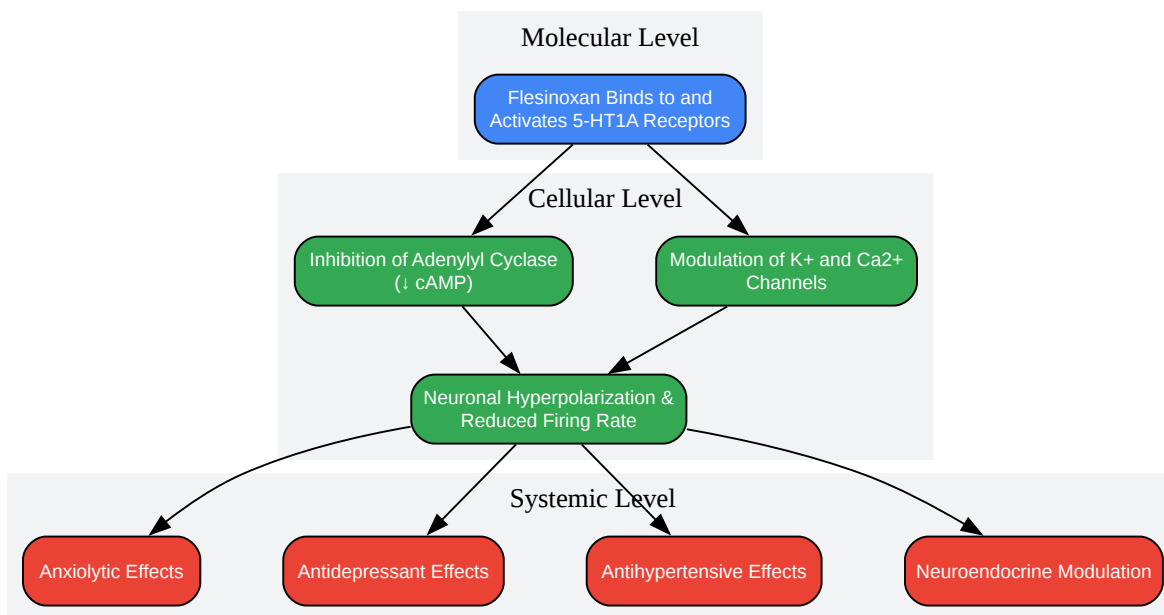 Molecular Level
Flesinoxan Binds to and
Activates 5-HT1A Receptors
Cellular Level
Inhibition of Adenylyl Cyclase
(↓ cAMP)
Modulation of K+ and Ca2+
Channels
Neuronal Hyperpolarization &
Reduced Firing Rate
Systemic Level
Anxiolytic Effects
Antidepressant Effects
Antihypertensive Effects
Neuroendocrine Modulation